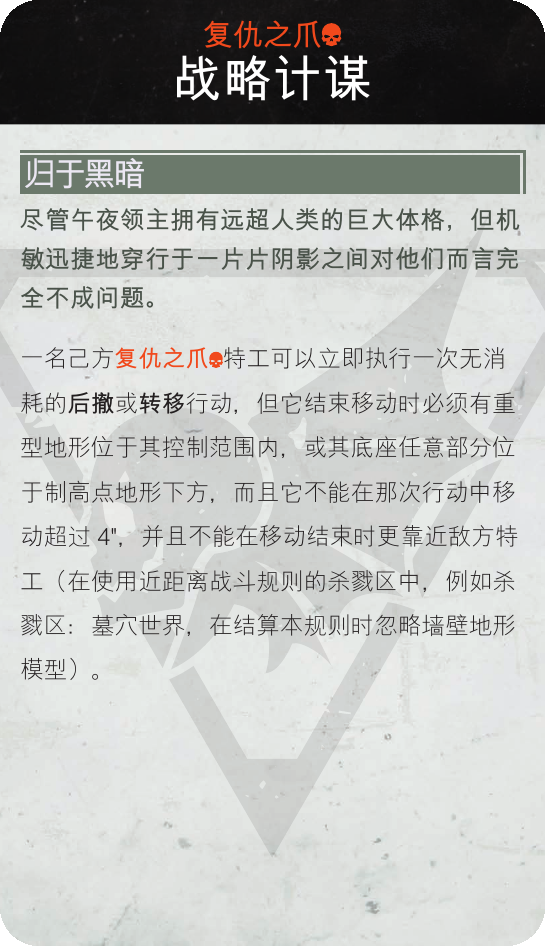 复仇之爪
战略计谋
归于黑暗
尽管午夜领主拥有远超人类的巨大体格，但机
敏迅捷地穿行于一片片阴影之间对他们而言完
全不成问题。
一名己方复仇之爪特工可以立即执行一次无消
耗的后撤或转移行动，但它结束移动时必须有重
型地形位于其控制范围内，或其底座任意部分位
于制高点地形下方，而且它不能在那次行动中移
动超过 4"，并且不能在移动结束时更靠近敌方特
工（在使用近距离战斗规则的杀戮区中，例如杀
戮区：墓穴世界，在结算本规则时忽略墙壁地形
模型）。